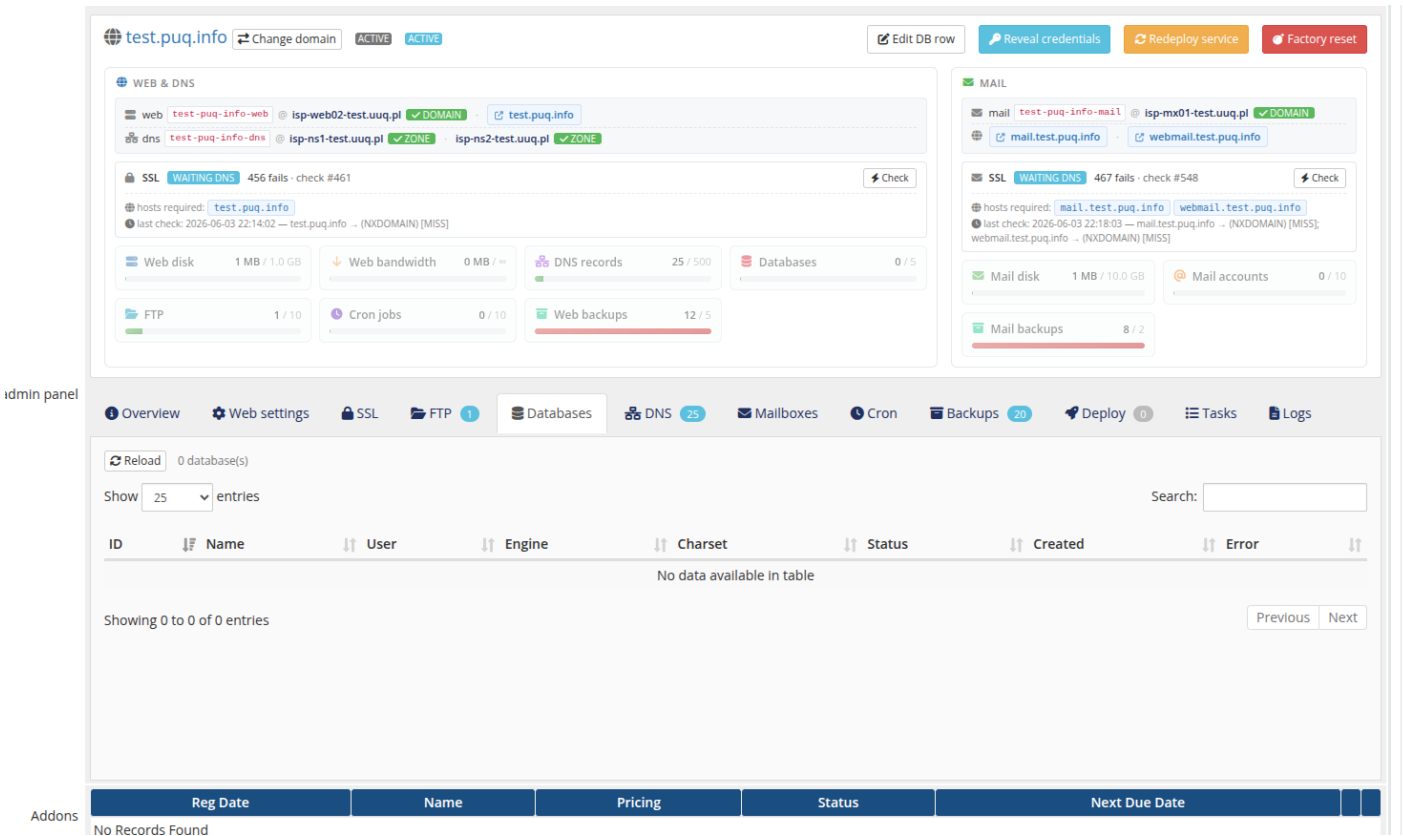 test.puq.info Change domain ACTIVE ACTIVE Edit DB row Reveal credentials Redeploy service Factory reset
WEB & DNS
web test-puq-info-web @ isp-web02-test.uuq.pl DOMAIN · test.puq.info
dns test-puq-info-dns @ isp-ns1-test.uuq.pl ZONE · isp-ns2-test.uuq.pl ZONE
SSL WAITING DNS 456 fails · check #461 Check
hosts required: test.puq.info
last check: 2026-06-03 22:14:02 — test.puq.info → (NXDOMAIN) [MISS]
Web disk 1 MB / 1.0 GB Web bandwidth 0 MB / ∞ DNS records 25 / 500 Databases 0 / 5
FTP 1 / 10 Cron jobs 0 / 10 Web backups 12 / 5
MAIL
mail test-puq-info-mail @ isp-mx01-test.uuq.pl DOMAIN
mail.test.puq.info · webmail.test.puq.info
SSL WAITING DNS 467 fails · check #548 Check
hosts required: mail.test.puq.info webmail.test.puq.info
last check: 2026-06-03 22:18:03 — mail.test.puq.info → (NXDOMAIN) [MISS];
webmail.test.puq.info → (NXDOMAIN) [MISS]
Mail disk 1 MB / 10.0 GB Mail accounts 0 / 10
Mail backups 8 / 2
admin panel
Overview Web settings SSL FTP 1 Databases DNS 25 Mailboxes Cron Backups 20 Deploy 0 Tasks Logs
Reload 0 database(s)
Show 25 entries Search:
ID Name User Engine Charset Status Created Error
No data available in table
Showing 0 to 0 of 0 entries Previous Next
Addons
Reg Date Name Pricing Status Next Due Date
No Records Found